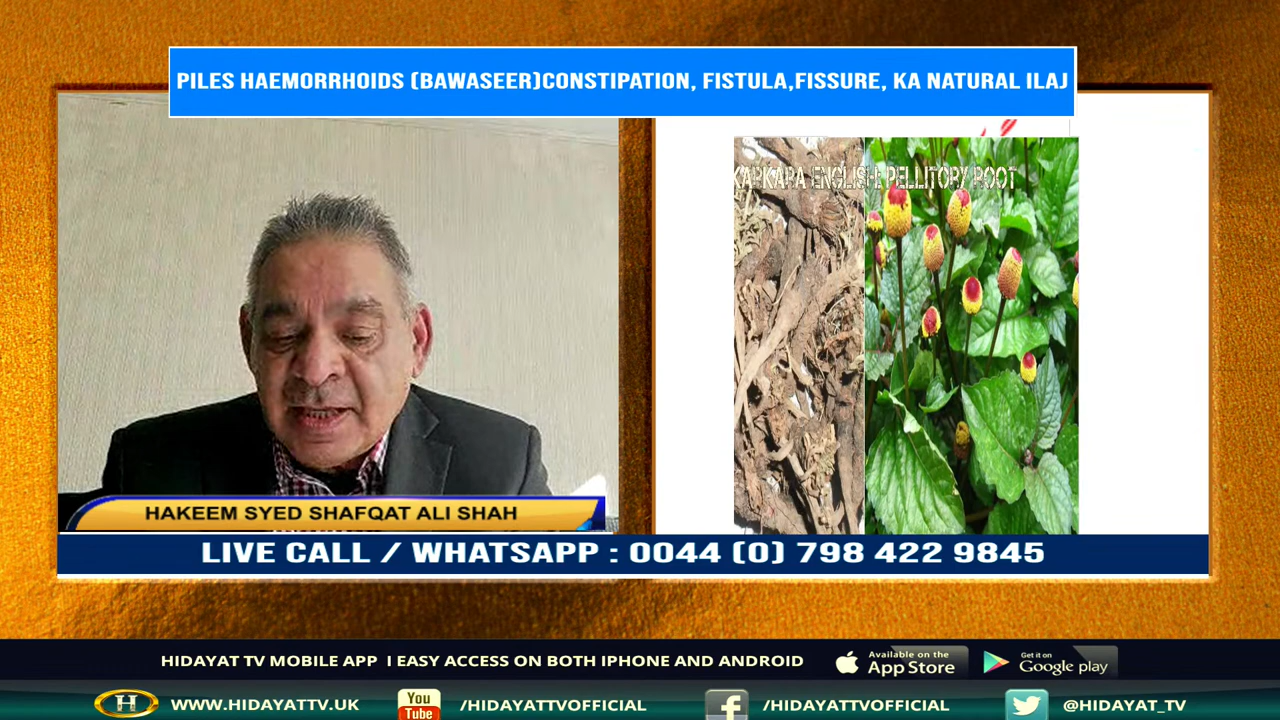 PILES HAEMORRHOIDS (BAWASEER)CONSTIPATION, FISTULA,FISSURE, KA NATURAL ILAJ
KARKARA ENGLISH: PELLITORY ROOT
HAKEEM SYED SHAFQAT ALI SHAH
LIVE CALL / WHATSAPP : 0044 (0) 798 422 9845
HIDAYAT TV MOBILE APP I EASY ACCESS ON BOTH IPHONE AND ANDROID
Available on the App Store
Get it on Google play
H WWW.HIDAYATTV.UK
You Tube /HIDAYATTVOFFICIAL
f /HIDAYATTVOFFICIAL
@HIDAYAT_TV